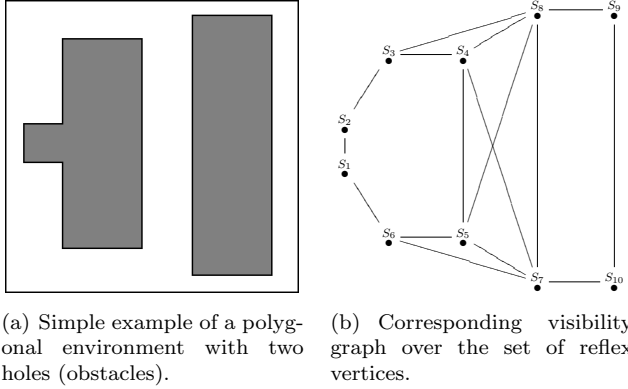 S8
S9
S3
S4
S2
S1
S6
S5
S7
S10
(a) Simple example of a polyg-
onal environment with two
holes (obstacles).
(b) Corresponding visibility
graph over the set of reflex
vertices.